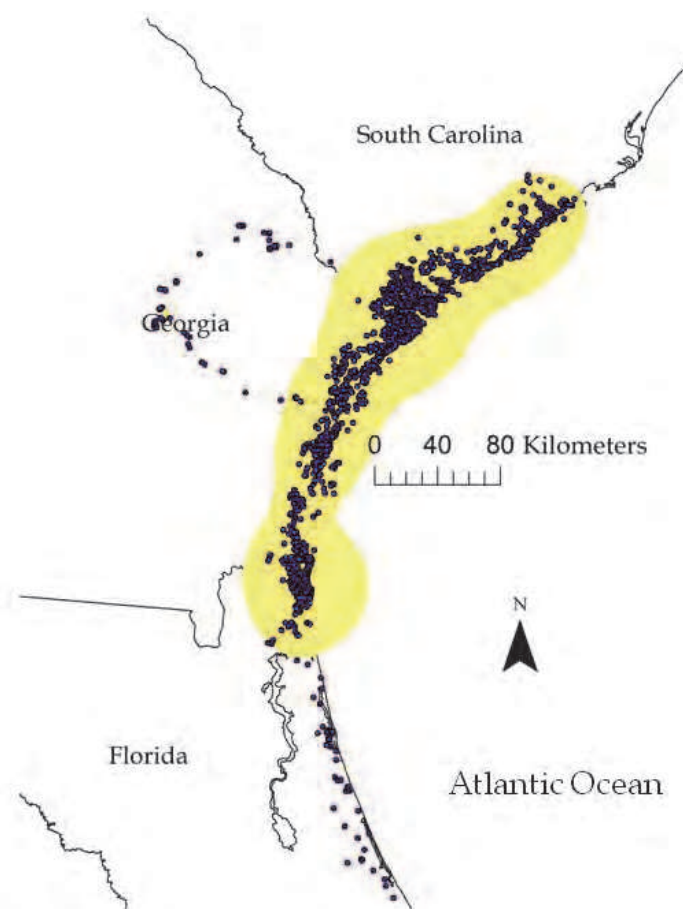 South Carolina
Georgia
0 40 80 Kilometers
N
Florida
Atlantic Ocean